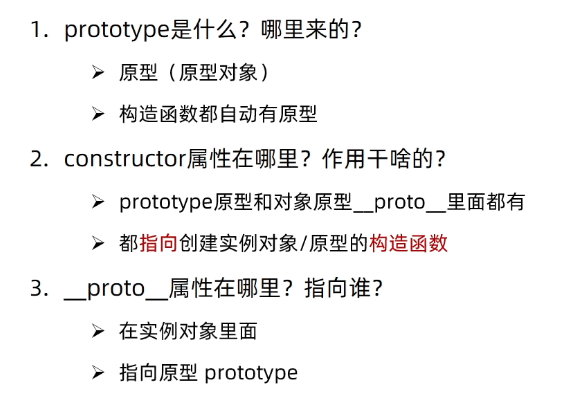 1. prototype是什么？哪里来的？
➢ 原型（原型对象）
➢ 构造函数都自动有原型
2. constructor属性在哪里？作用干啥的？
➢ prototype原型和对象原型__proto__里面都有
➢ 都指向创建实例对象/原型的构造函数
3. __proto__属性在哪里？指向谁？
➢ 在实例对象里面
➢ 指向原型 prototype